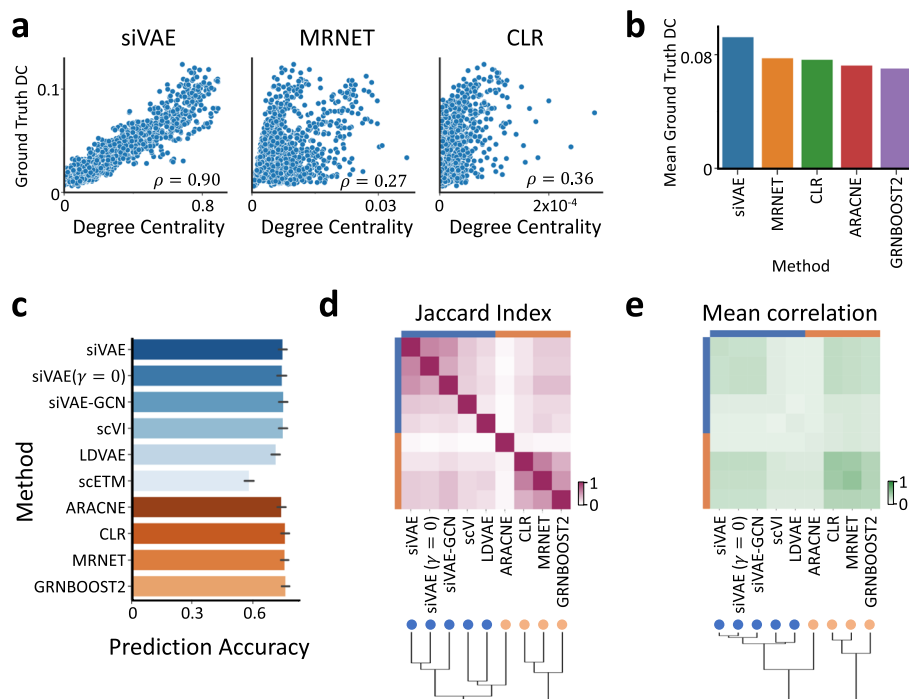 a
siVAE
MRNET
CLR
Ground Truth DC
0.1
0
ρ = 0.90
ρ = 0.27
ρ = 0.36
0
0.8
0
0.03
0
2x10⁻⁴
Degree Centrality
Degree Centrality
Degree Centrality
b
Mean Ground Truth DC
0.08
0
siVAE
MRNET
CLR
ARACNE
GRNBOOST2
Method
c
Method
siVAE
siVAE(γ = 0)
siVAE-GCN
scVI
LDVAE
scETM
ARACNE
CLR
MRNET
GRNBOOST2
0
0.3
0.6
Prediction Accuracy
d
Jaccard Index
1
0
siVAE
siVAE (γ = 0)
siVAE-GCN
scVI
LDVAE
ARACNE
CLR
MRNET
GRNBOOST2
e
Mean correlation
1
0
siVAE
siVAE (γ = 0)
siVAE-GCN
scVI
LDVAE
ARACNE
CLR
MRNET
GRNBOOST2